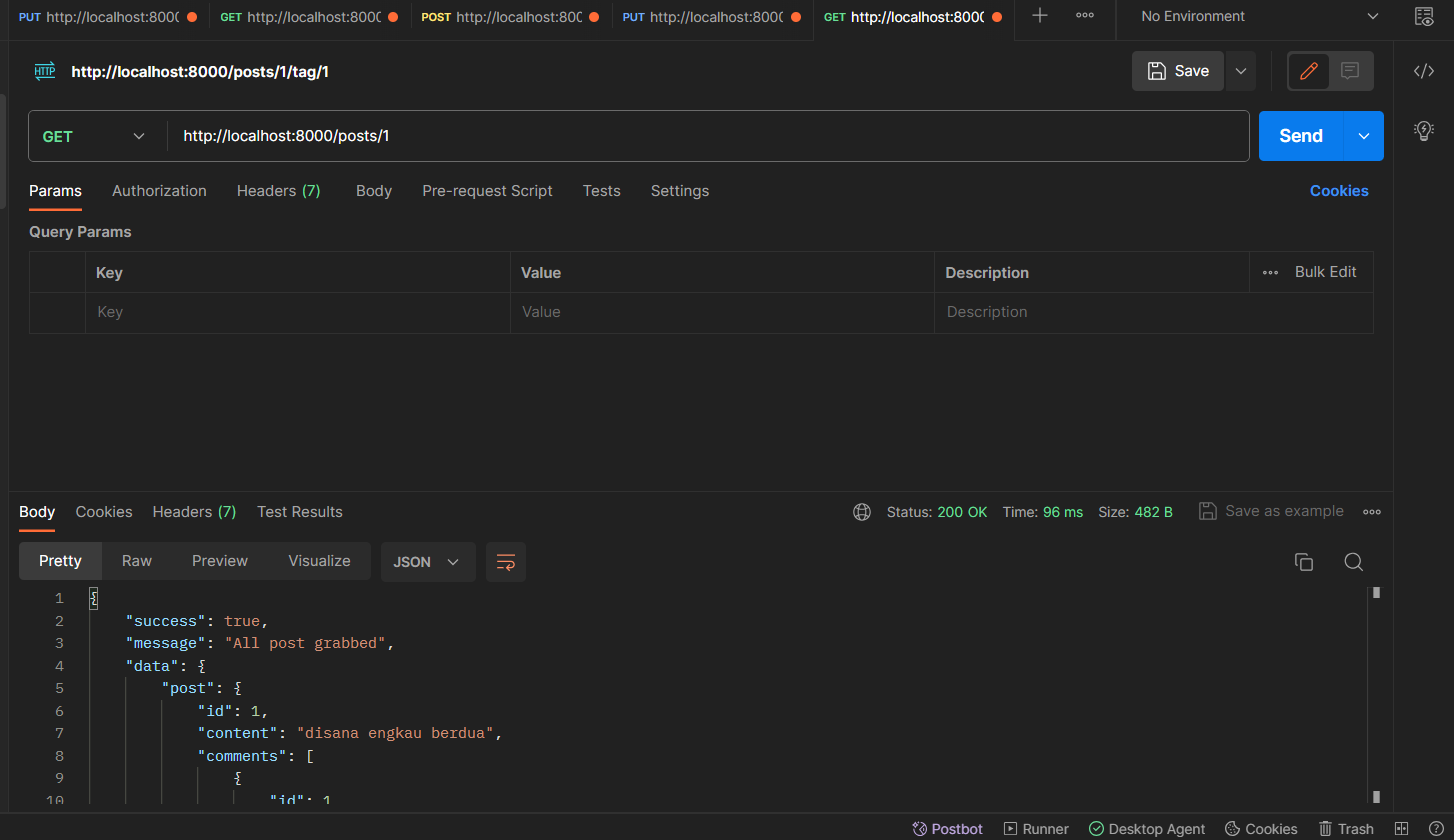 PUT http://localhost:8000
GET http://localhost:8000
POST http://localhost:800
PUT http://localhost:8000
GET http://localhost:8000
No Environment
HTTP
http://localhost:8000/posts/1/tag/1
Save
GET
http://localhost:8000/posts/1
Send
Params
Authorization
Headers (7)
Body
Pre-request Script
Tests
Settings
Cookies
Query Params
Key
Value
Description
Bulk Edit
Key
Value
Description
Body
Cookies
Headers (7)
Test Results
Status: 200 OK
Time: 96 ms
Size: 482 B
Save as example
Pretty
Raw
Preview
Visualize
JSON
1 {
2 "success": true,
3 "message": "All post grabbed",
4 "data": {
5 "post": {
6 "id": 1,
7 "content": "disana engkau berdua",
8 "comments": [
9 {
10 "id": 1
Postbot
Runner
Desktop Agent
Cookies
Trash